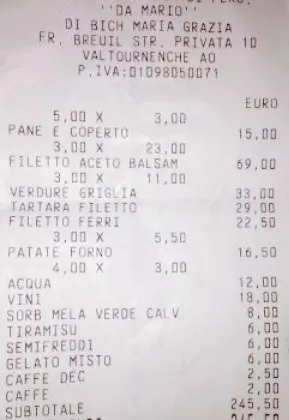 "DA MARIO"
DI BICH MARIA GRAZIA
FR. BREUIL STR. PRIVATA 10
VALTOURNENCHE AO
P.IVA:01098050071
EURO
5,00 X 3,00
PANE E COPERTO 15,00
3,00 X 23,00
FILETTO ACETO BALSAM 69,00
3,00 X 11,00
VERDURE GRIGLIA 33,00
TARTARA FILETTO 29,00
FILETTO FERRI 22,50
3,00 X 5,50
PATATE FORNO 16,50
4,00 X 3,00
ACQUA 12,00
VINI 18,00
SORB MELA VERDE CALV 8,00
TIRAMISU 6,00
SEMIFREDDI 6,00
GELATO MISTO 6,00
CAFFE DEC 2,50
CAFFE 2,00
SUBTOTALE 245,50